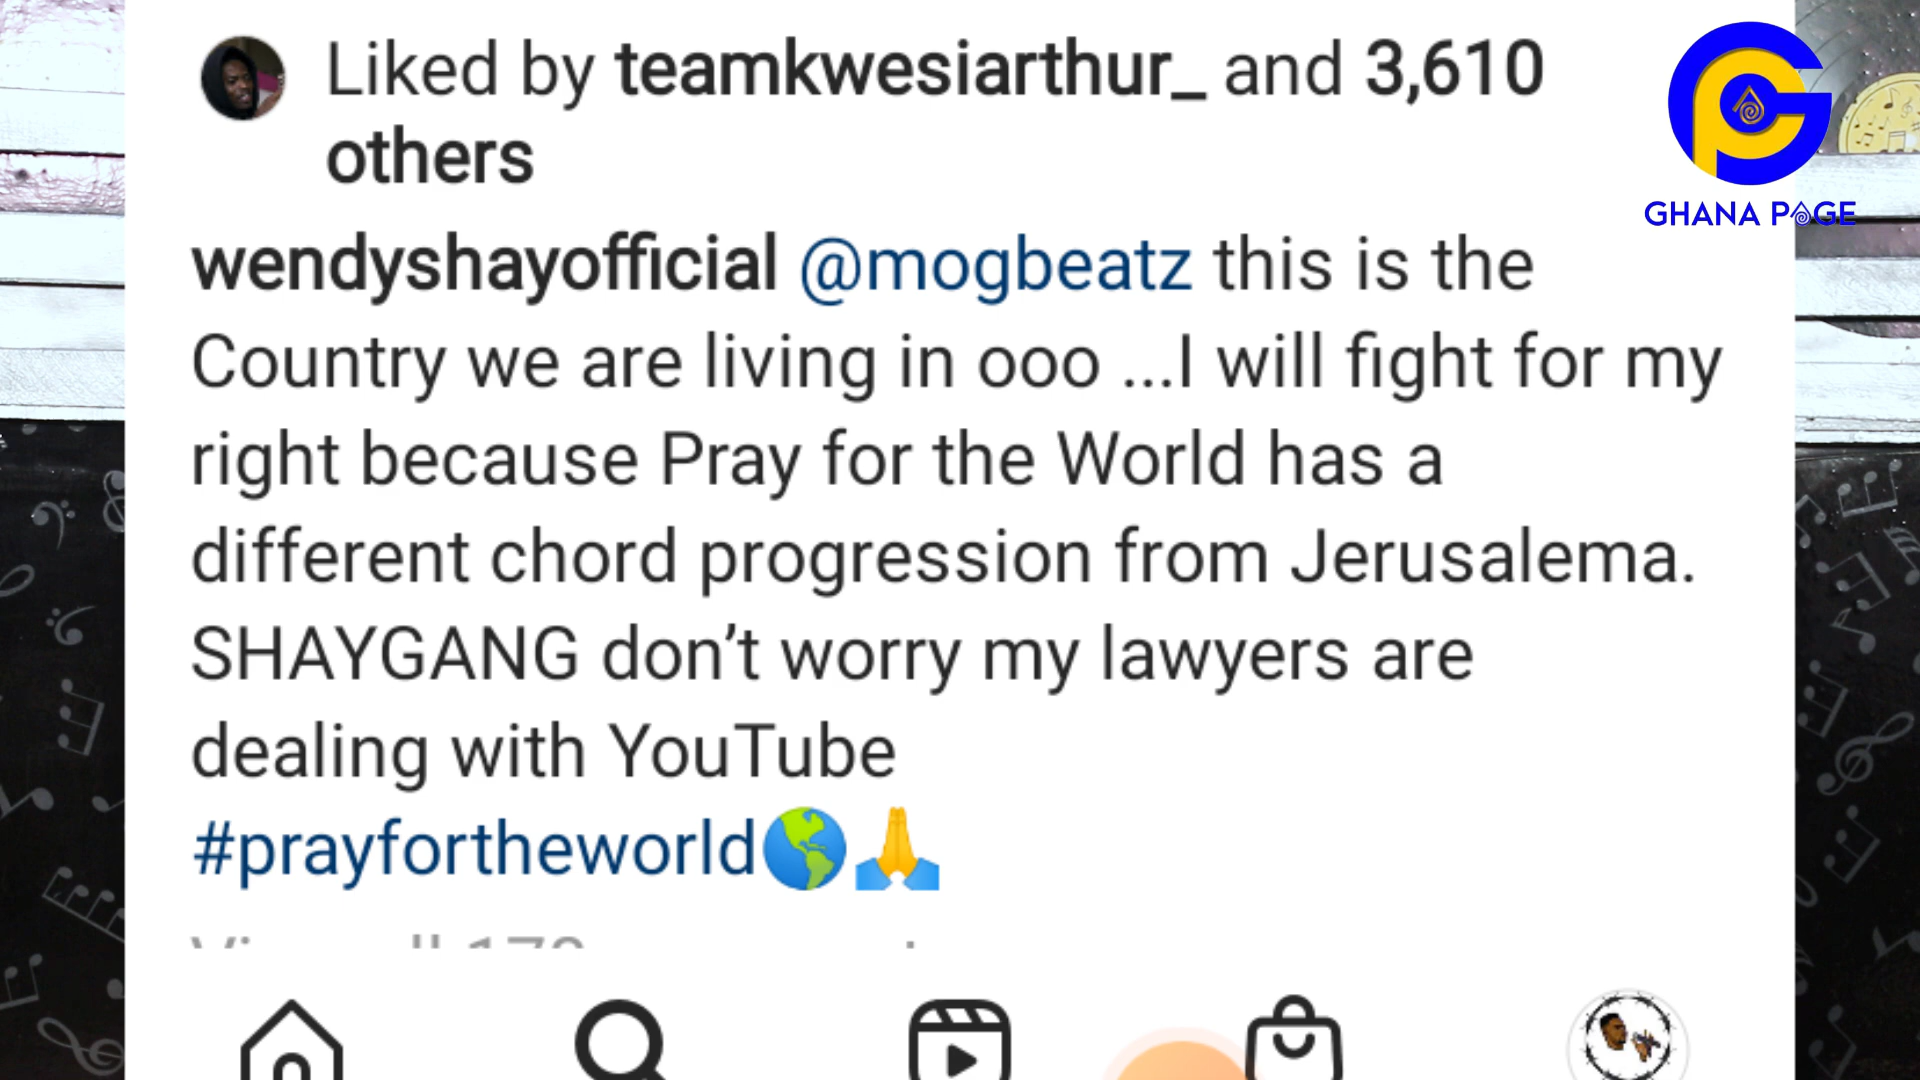 Liked by teamkwesiarthur_ and 3,610
others
GHANA PAGE
wendyshayofficial @mogbeatz this is the
Country we are living in ooo ...I will fight for my
right because Pray for the World has a
different chord progression from Jerusalema.
SHAYGANG don’t worry my lawyers are
dealing with YouTube
#prayfortheworld🌎🙏